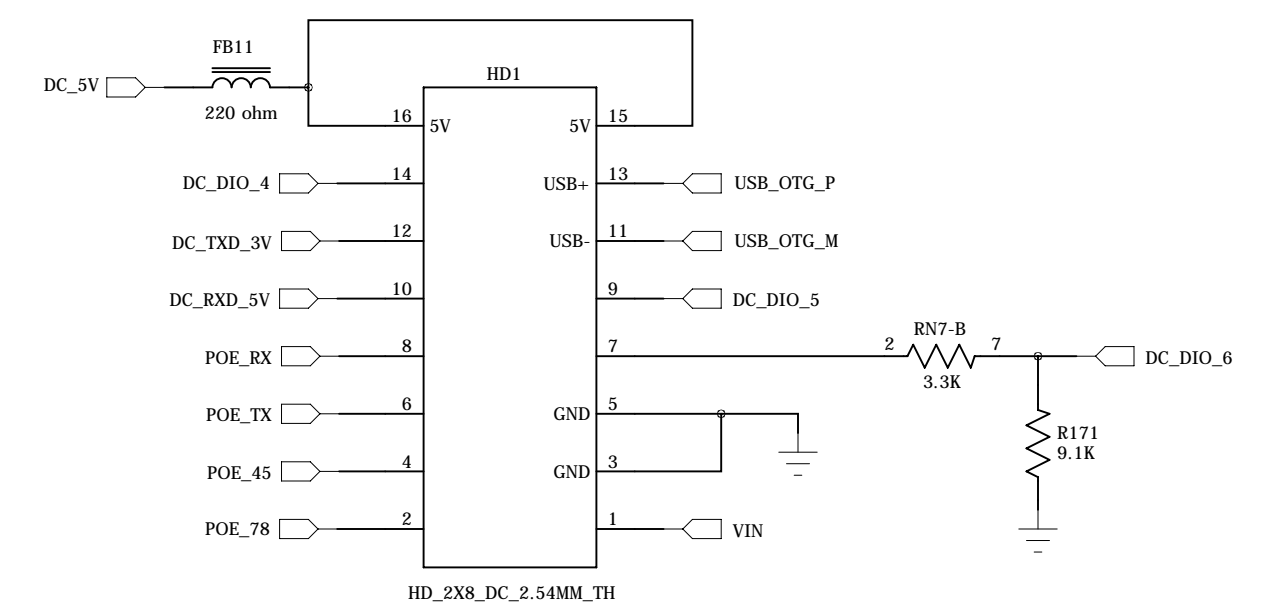 FB11
HD1
DC_5V
220 ohm
16 5V 5V 15
DC_DIO_4 14 USB+ 13 USB_OTG_P
DC_TXD_3V 12 USB- 11 USB_OTG_M
DC_RXD_5V 10 9 DC_DIO_5
RN7-B
POE_RX 8 7 2 7 DC_DIO_6
3.3K
POE_TX 6 GND 5
R171
9.1K
POE_45 4 GND 3
POE_78 2 1 VIN
HD_2X8_DC_2.54MM_TH